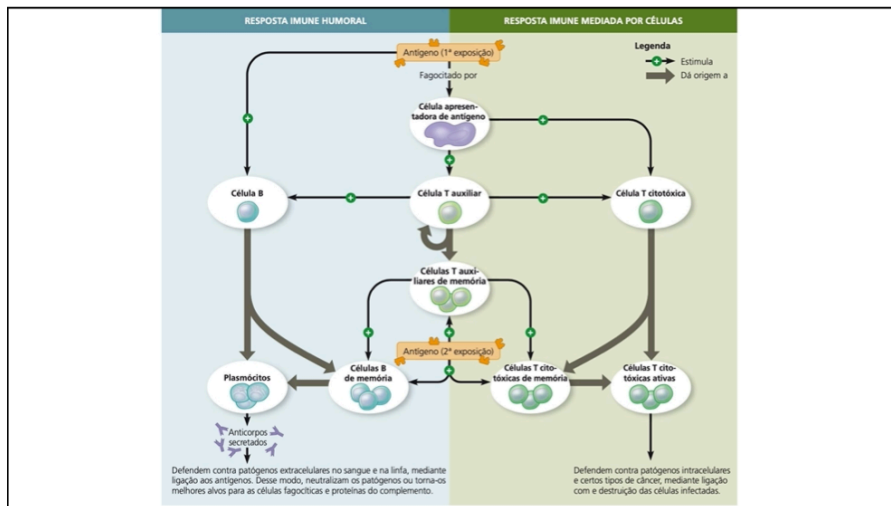 RESPOSTA IMUNE HUMORAL
RESPOSTA IMUNE MEDIADA POR CÉLULAS
Antígeno (1ª exposição)
Legenda
Estimula
Dá origem a
Fagocitado por
Célula apresen-
tadora de antígeno
Célula B
Célula T auxiliar
Célula T citotóxica
Células T auxi-
liares de memória
Antígeno (2ª exposição)
Plasmócitos
Células B
de memória
Células T cito-
tóxicas de memória
Células T cito-
tóxicas ativas
Anticorpos
secretados
Defendem contra patógenos extracelulares no sangue e na linfa, mediante
ligação aos antígenos. Desse modo, neutralizam os patógenos ou torna-os
melhores alvos para as células fagocíticas e proteínas do complemento.
Defendem contra patógenos intracelulares
e certos tipos de câncer, mediante ligação
com e destruição das células infectadas.